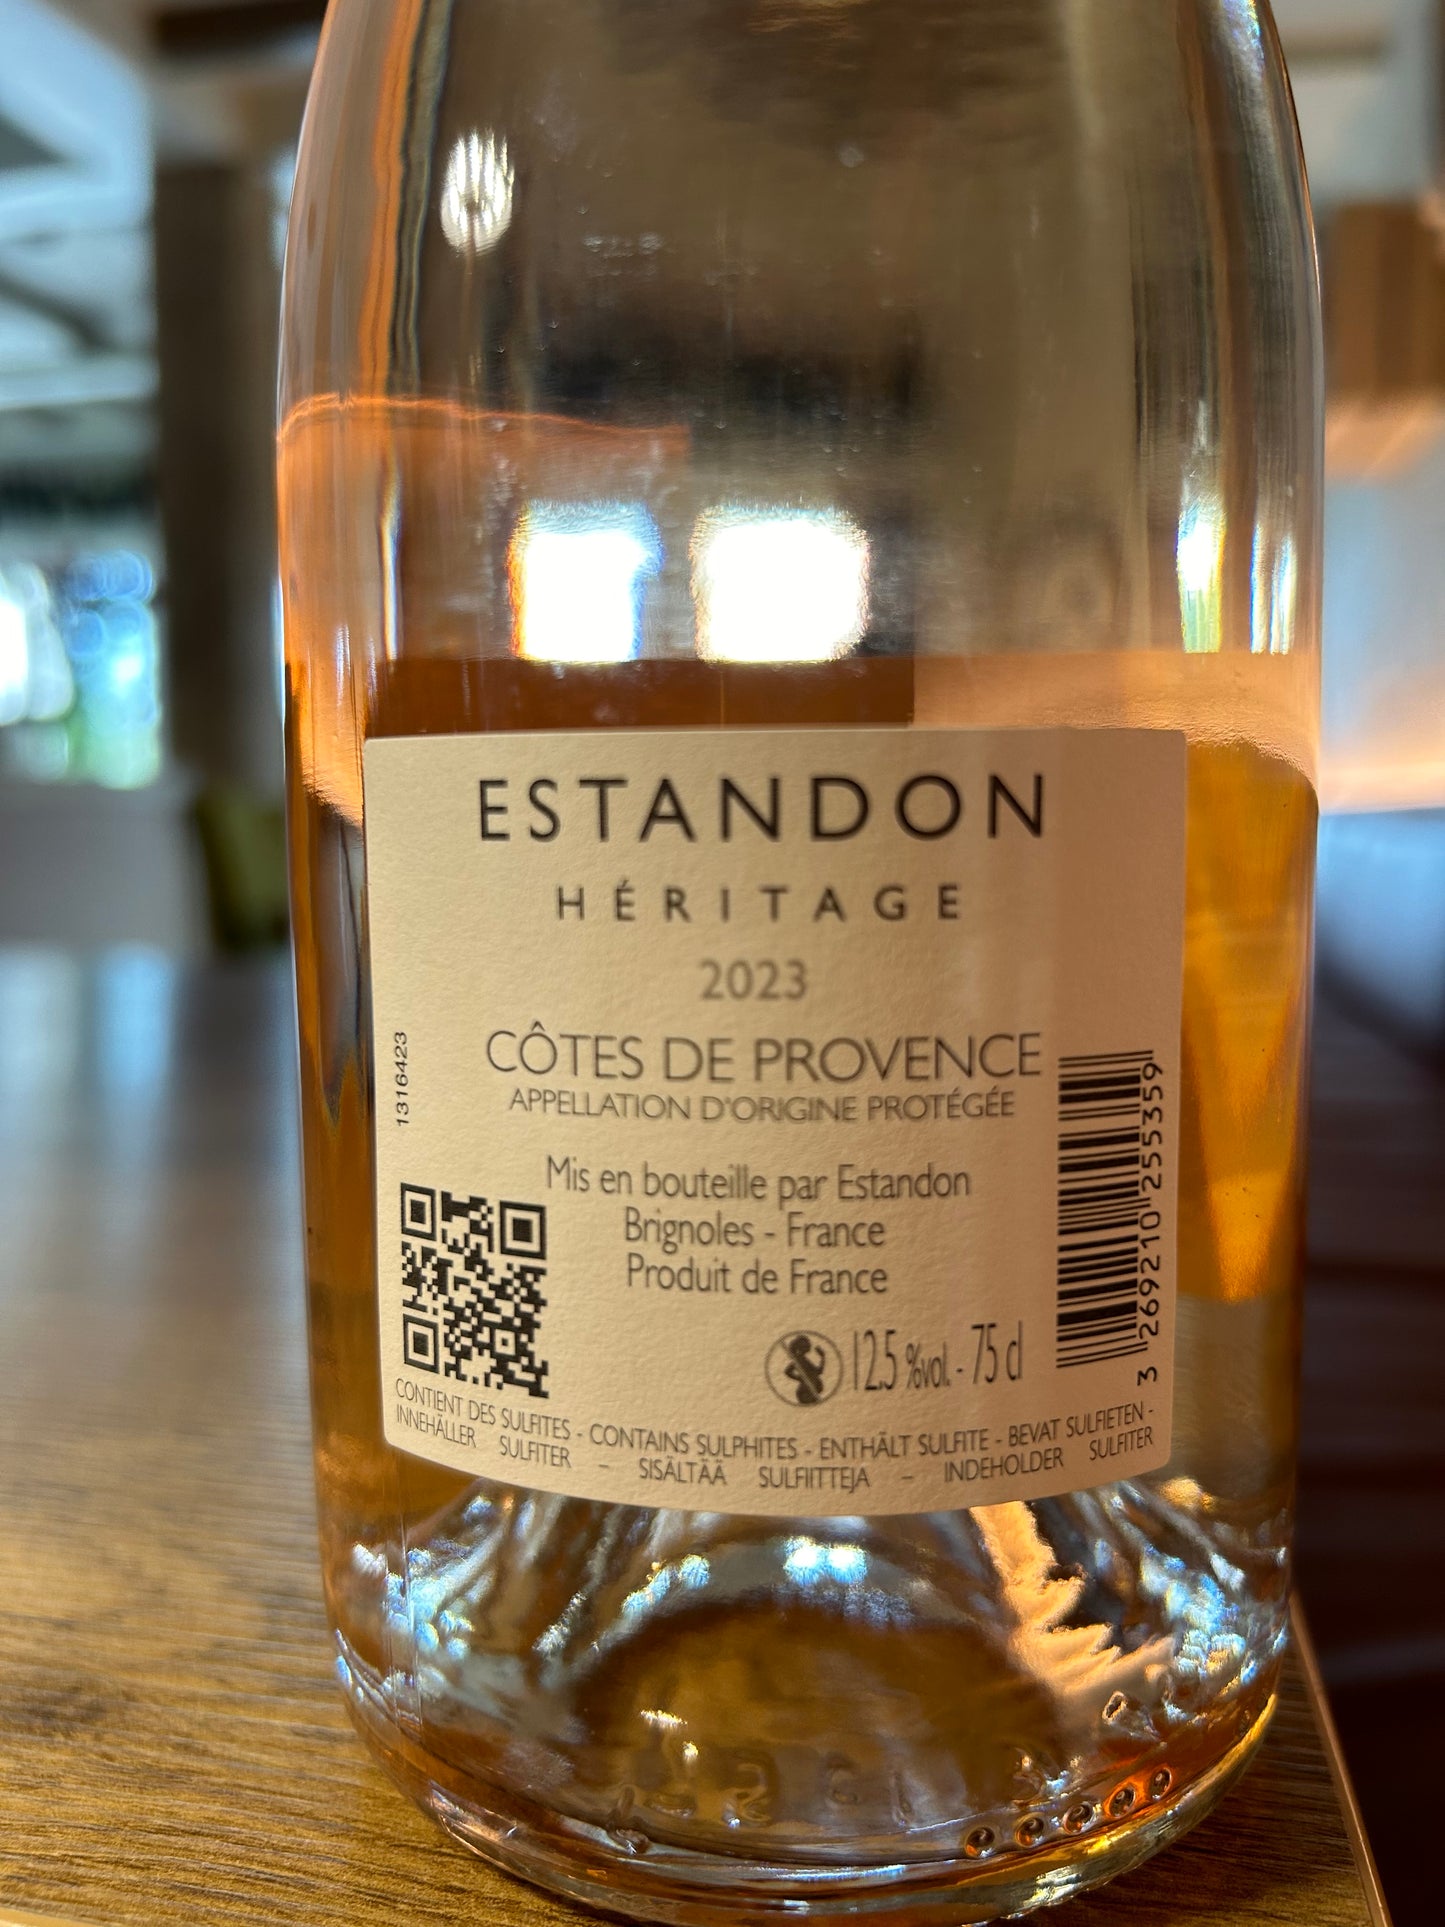 ESTANDON
HÉRITAGE
2023
CÔTES DE PROVENCE
APPELLATION D'ORIGINE PROTÉGÉE
1316423
Mis en bouteille par Estandon
Brignoles - France
Produit de France
12.5 %vol. - 75 cl
3 269210 255359
CONTIENT DES SULFITES - CONTAINS SULPHITES - ENTHÄLT SULFITE - BEVAT SULFIETEN -
INNEHÅLLER SULFITER – SISÄLTÄÄ SULFIITTEJA – INDEHOLDER SULFITER